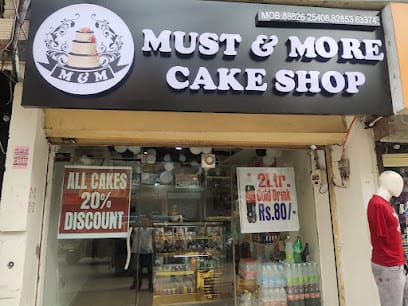 MOB: 88826 25408, 82853 63374
MUST & MORE
CAKE SHOP
M&M
ALL CAKES
20%
DISCOUNT
2Ltr.
Cold Drink
Rs.80/-